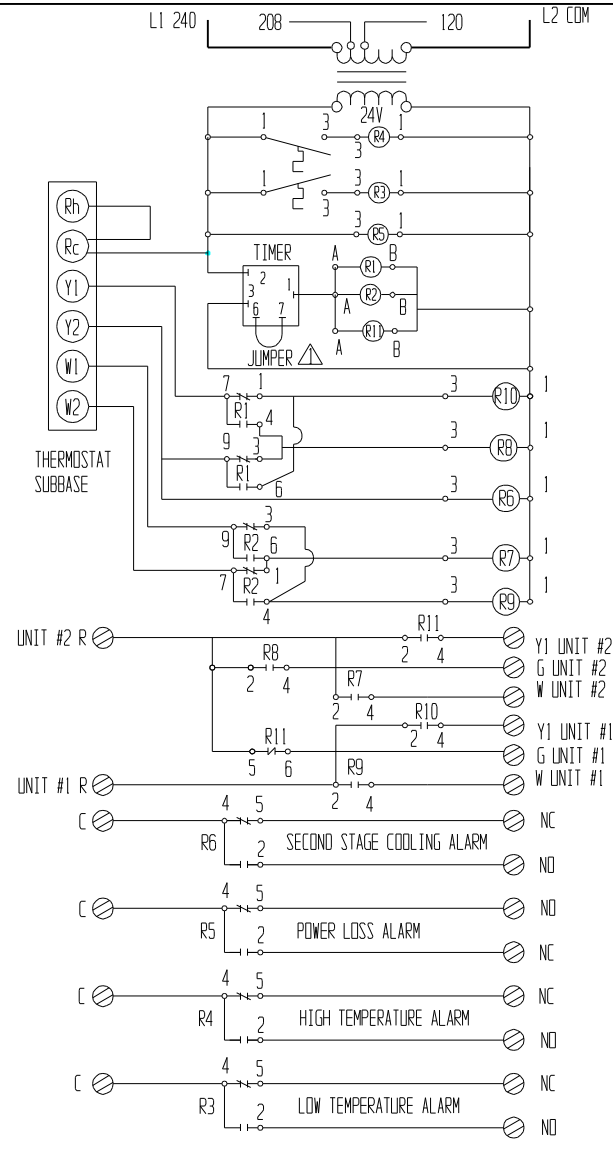 L1 240 208 120 L2 COM
24V
1 3 R4 1
3
1 3 R3 1
3
3 R5 1
Rh
Rc
Y1
Y2
W1
W2
THERMOSTAT
SUBBASE
TIMER
2
3 1
6 7
JUMPER 1
A R1 B
A R2 B
A R11 B
7 1 3 R10 1
R1 4
9 3 3 R8 1
R1 6
3 R6 1
3
9 R2 6 3 R7 1
7 R2 1 3 R9 1
4
UNIT #2 R R11 Y1 UNIT #2
2 4
R8 G UNIT #2
2 4
R7 W UNIT #2
2 4
R10 Y1 UNIT #1
2 4
R11 G UNIT #1
5 6
UNIT #1 R R9 W UNIT #1
2 4
C 4 5 NC
R6 SECOND STAGE COOLING ALARM
2 NO
C 4 5 NO
R5 POWER LOSS ALARM
2 NC
C 4 5 NC
R4 HIGH TEMPERATURE ALARM
2 NO
C 4 5 NC
R3 LOW TEMPERATURE ALARM
2 NO